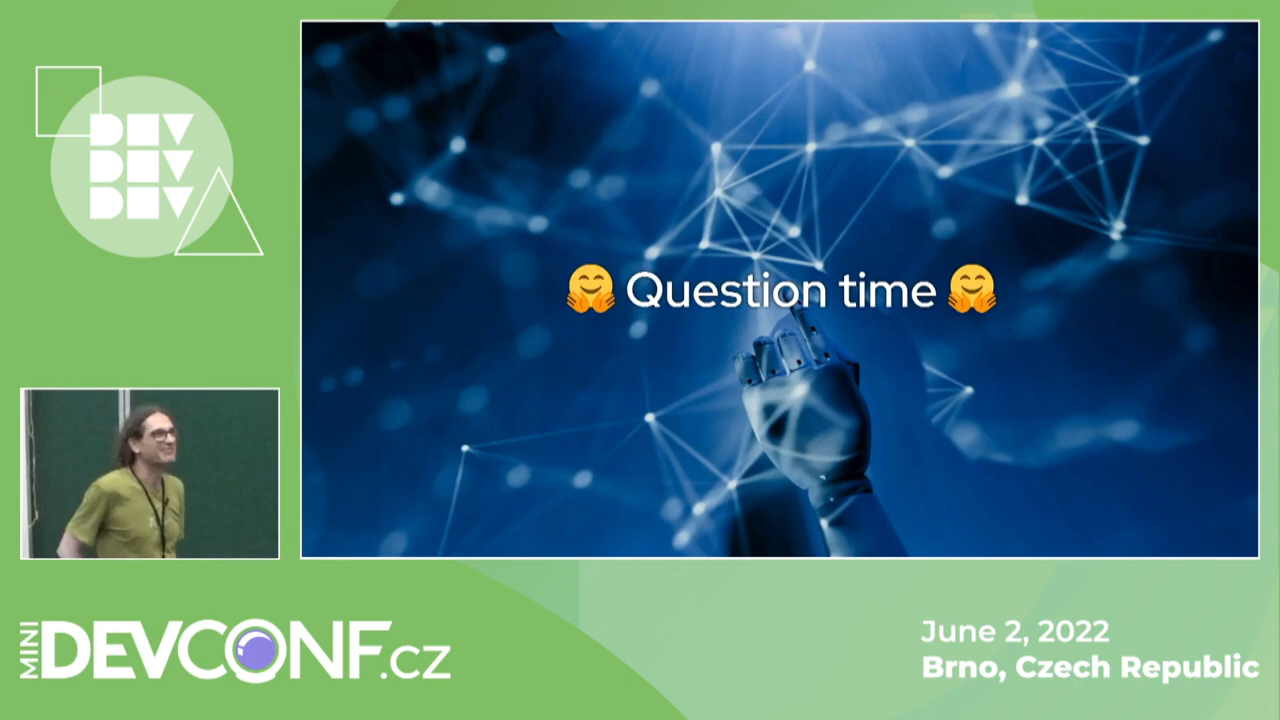 DEV
DEV
DEV
🤗 Question time 🤗
MINI DEVCONF.CZ
June 2, 2022
Brno, Czech Republic